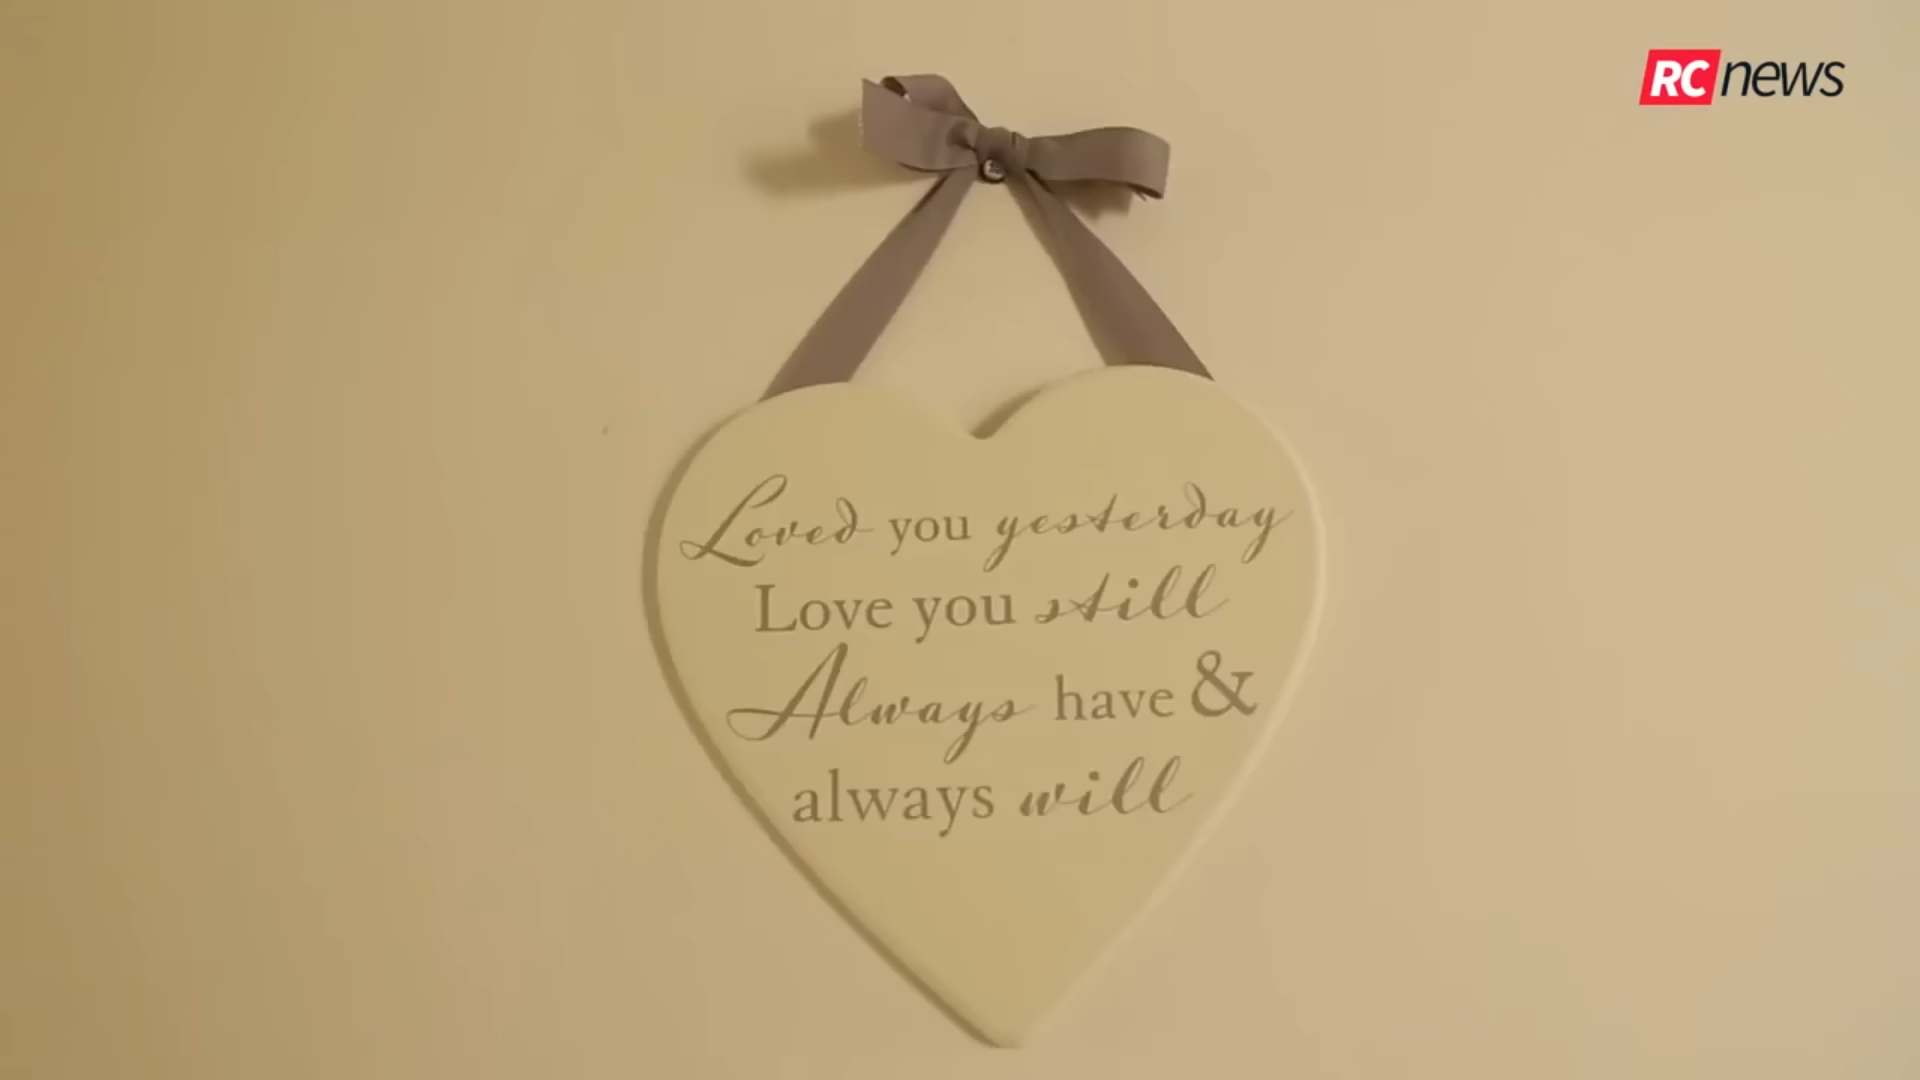 RC news
Loved you yesterday
Love you still
Always have &
always will